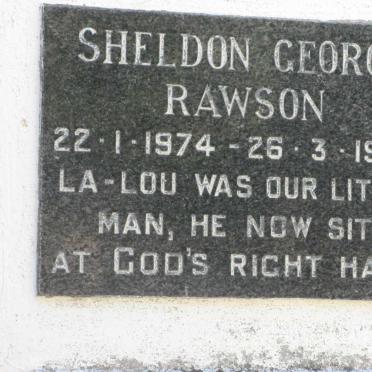 SHELDON GEORG
RAWSON
22·1·1974-26·3·19
LA-LOU WAS OUR LIT
MAN, HE NOW SIT
AT GOD'S RIGHT HA